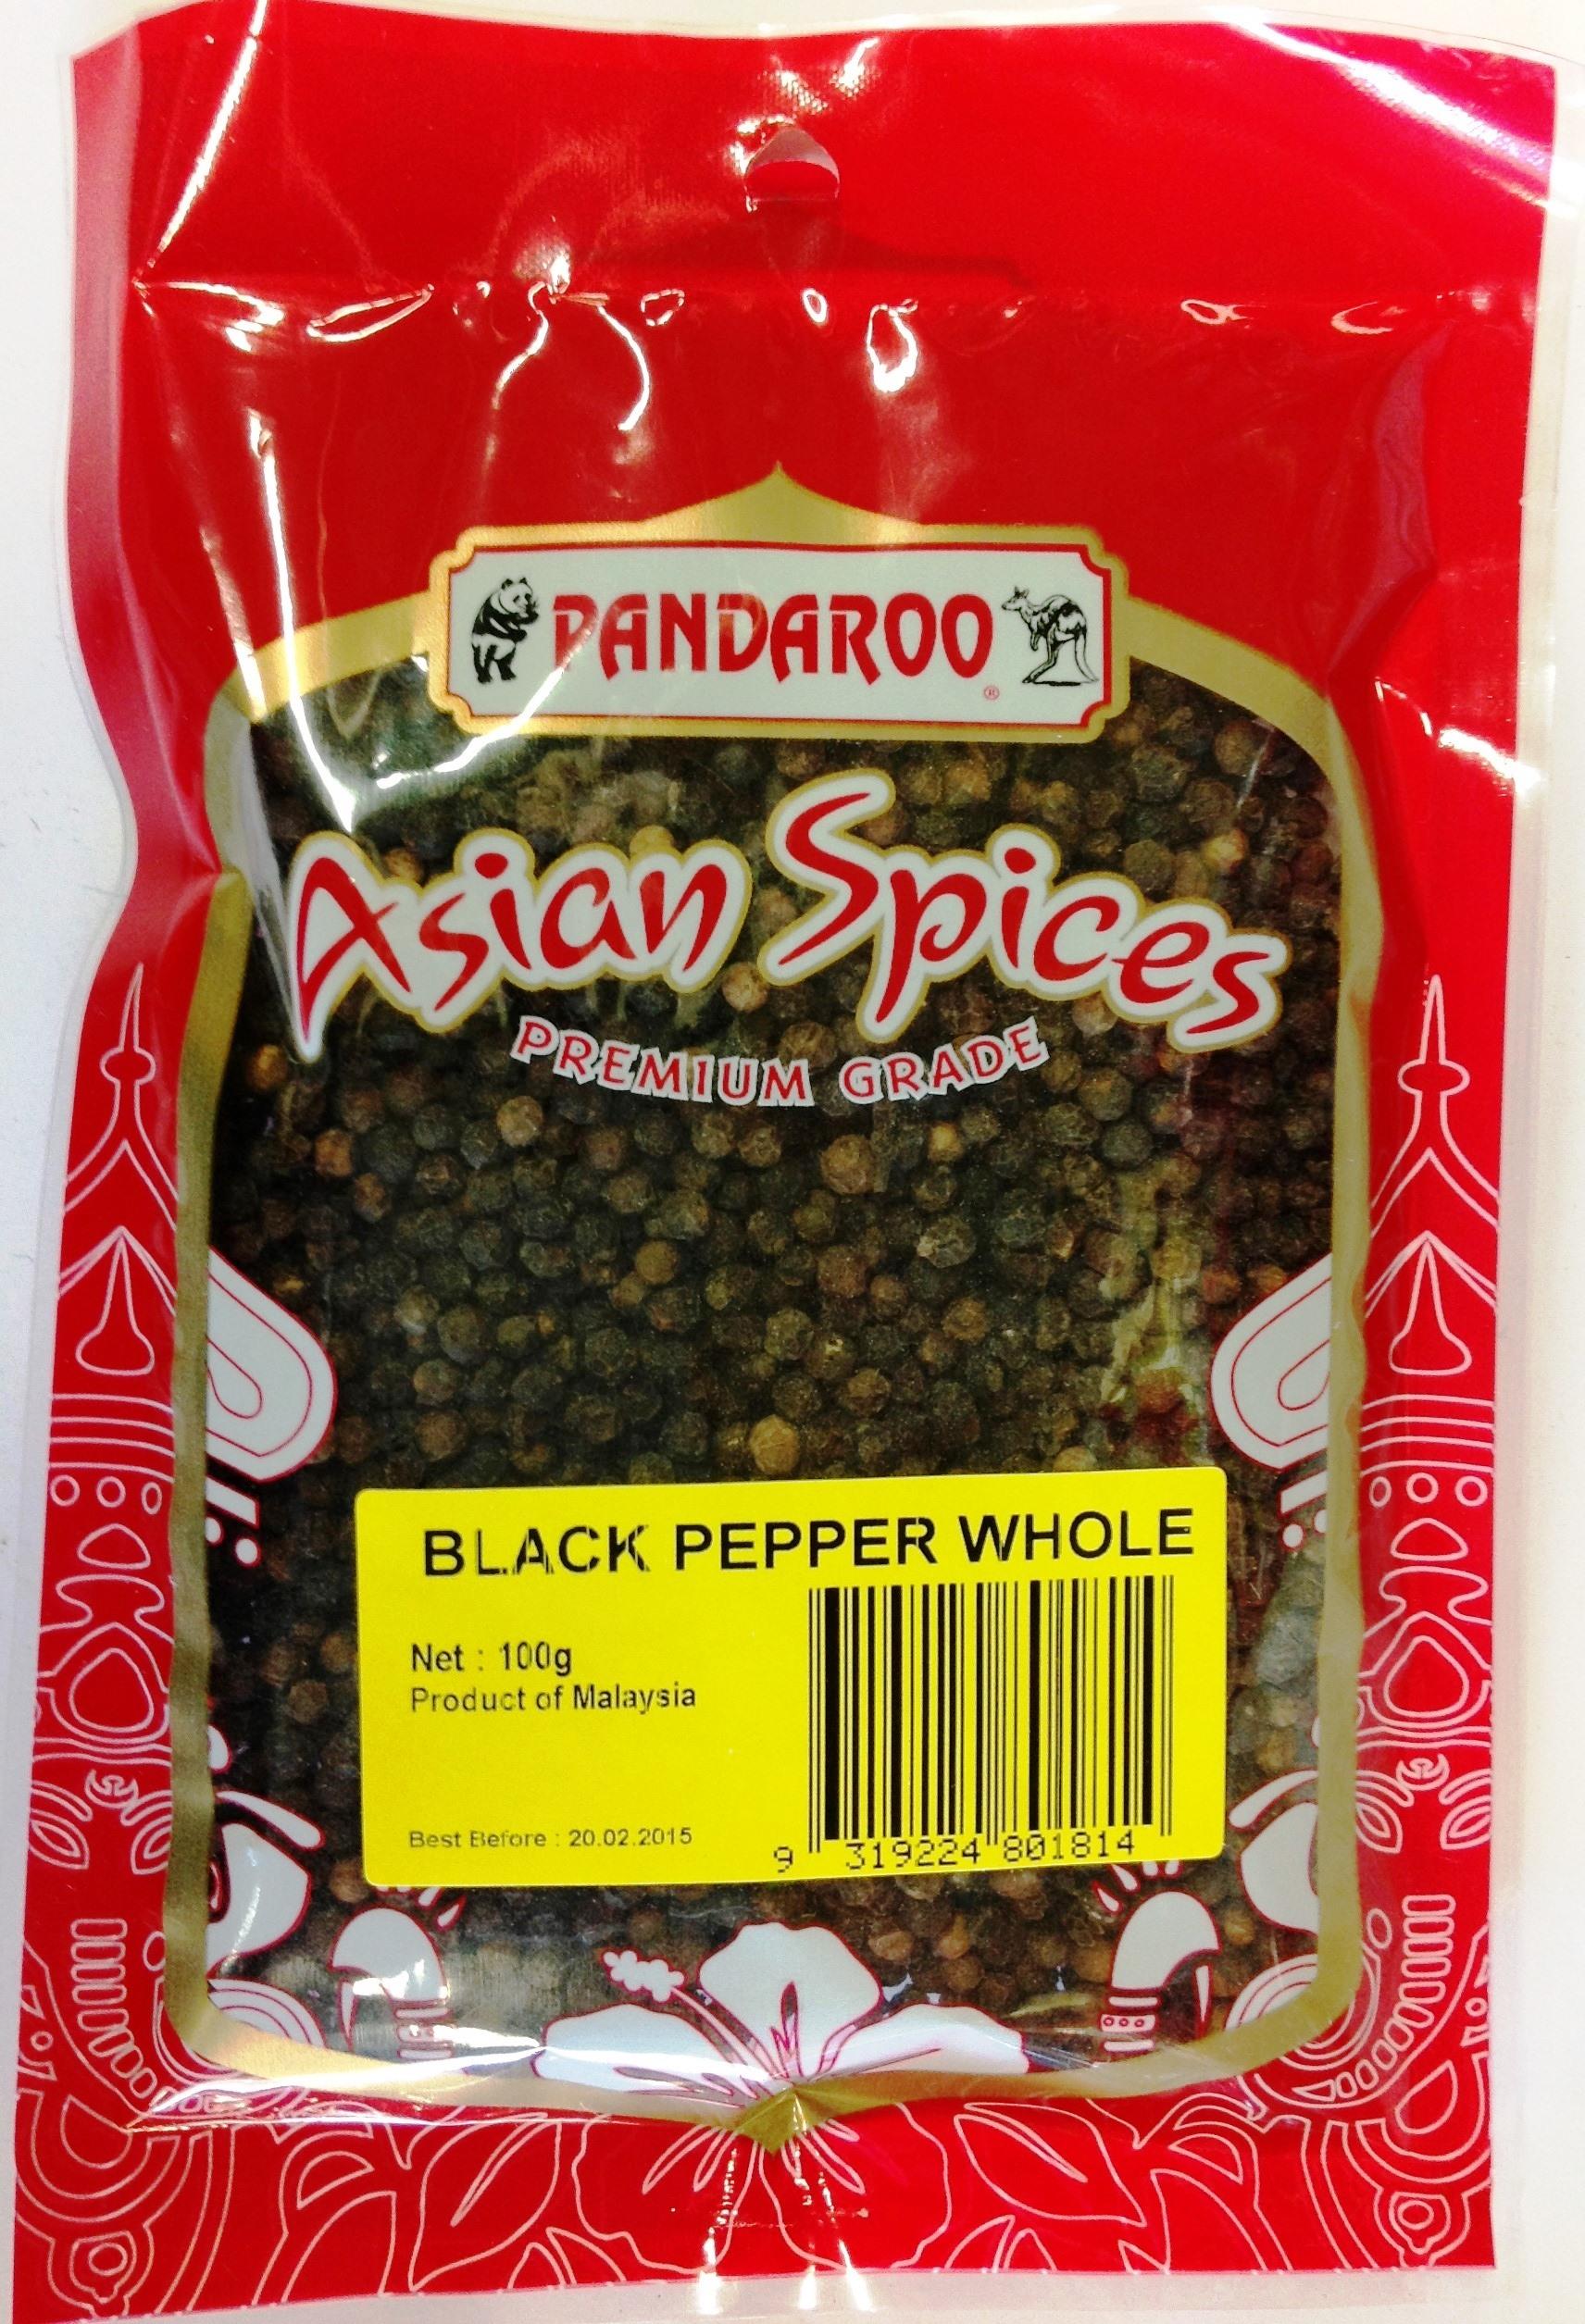 PANDAROO
®
Asian Spices
PREMIUM GRADE
BLACK PEPPER WHOLE
Net : 100g
Product of Malaysia
Best Before : 20.02.2015
9 319224 801814